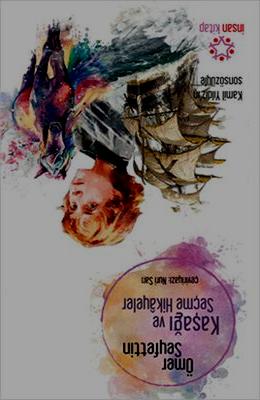 Ömer
Seyfettin
Kaşağı ve
Seçme Hikâyeler
çevriyazı: Nuri Sarı
Kamil Yıldız'ın
sonsözüyle
insan kitap